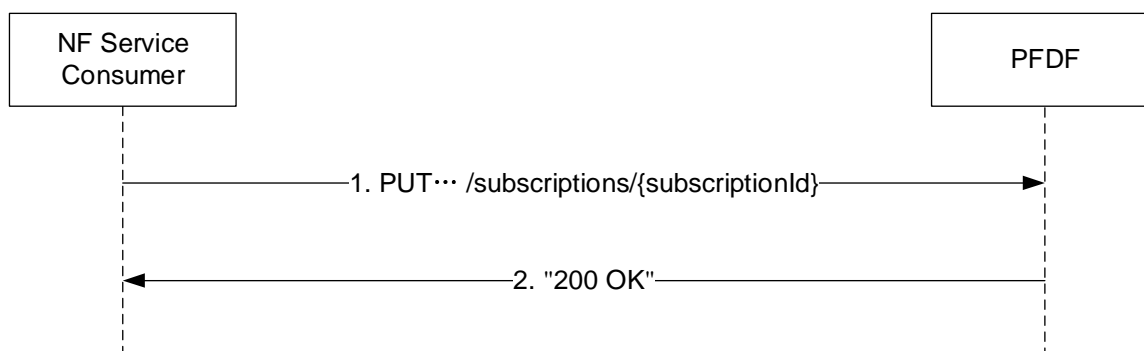 NF Service
Consumer
PFDF
1. PUT··· /subscriptions/{subscriptionId}
2. "200 OK"